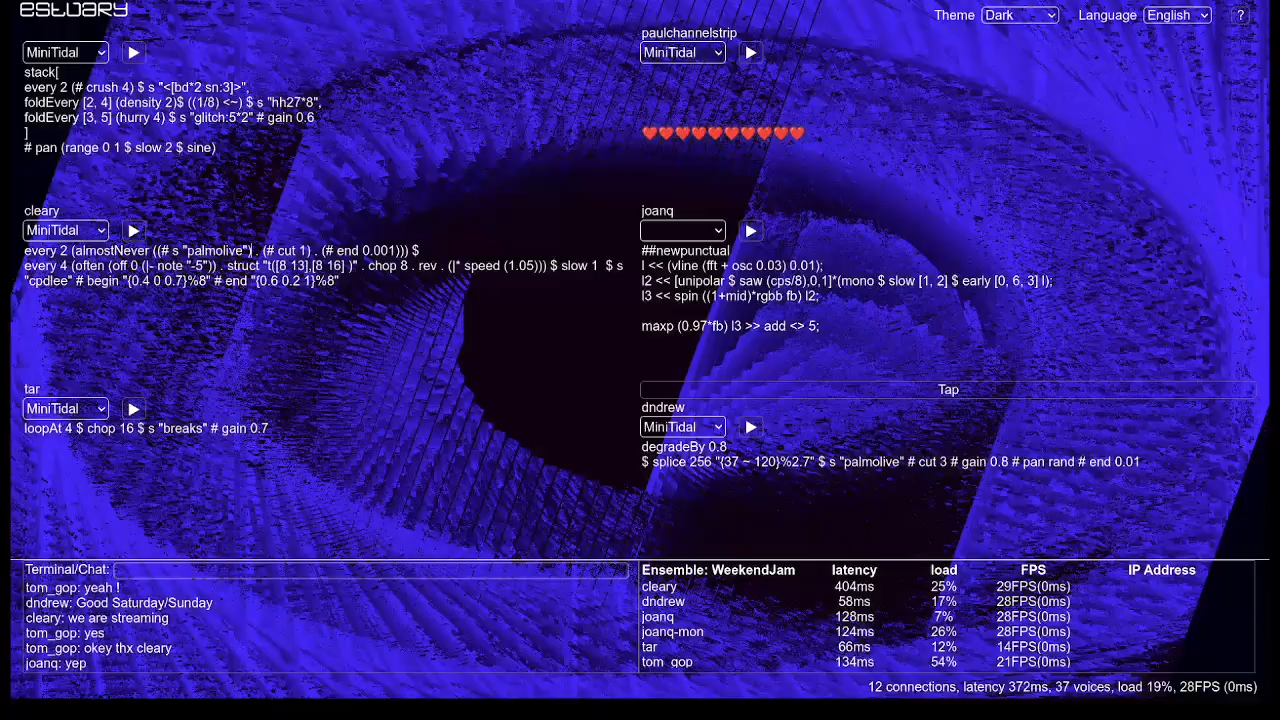 estuary
Theme Dark Language English ?
MiniTidal
stack[
every 2 (# crush 4) $ s "<[bd*2 sn:3]>",
foldEvery [2, 4] (density 2)$ ((1/8) <~) $ s "hh27*8",
foldEvery [3, 5] (hurry 4) $ s "glitch:5*2" # gain 0.6
]
# pan (range 0 1 $ slow 2 $ sine)
paulchannelstrip
MiniTidal
❤️❤️❤️❤️❤️❤️❤️❤️❤️❤️
cleary
MiniTidal
every 2 (almostNever ((# s "palmolive") . (# cut 1) . (# end 0.001))) $
every 4 (often (off 0 (|- note "-5")) . struct "t([8 13],[8 16] )" . chop 8 . rev . (|* speed (1.05))) $ slow 1  $ s
"cpdlee" # begin "{0.4 0 0.7}%8" # end "{0.6 0.2 1}%8"
joanq
##newpunctual
l << (vline (fft + osc 0.03) 0.01);
l2 << [unipolar $ saw (cps/8),0,1]*(mono $ slow [1, 2] $ early [0, 6, 3] l);
l3 << spin ((1+mid)*rgbb fb) l2;
maxp (0.97*fb) l3 >> add <> 5;
tar
MiniTidal
loopAt 4 $ chop 16 $ s "breaks" # gain 0.7
Tap
dndrew
MiniTidal
degradeBy 0.8
$ splice 256 "{37 ~ 120}%2.7" $ s "palmolive" # cut 3 # gain 0.8 # pan rand # end 0.01
Terminal/Chat:
tom_gop: yeah !
dndrew: Good Saturday/Sunday
cleary: we are streaming
tom_gop: yes
tom_gop: okey thx cleary
joanq: yep
Ensemble: WeekendJam latency load FPS IP Address
cleary 404ms 25% 29FPS(0ms)
dndrew 58ms 17% 28FPS(0ms)
joanq 128ms 7% 28FPS(0ms)
joanq-mon 124ms 26% 28FPS(0ms)
tar 66ms 12% 14FPS(0ms)
tom_gop 134ms 54% 21FPS(0ms)
12 connections, latency 372ms, 37 voices, load 19%, 28FPS (0ms)